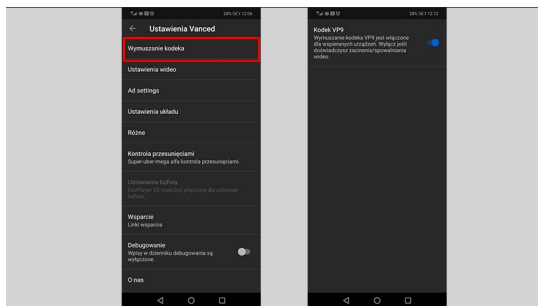 20% 12:08
← Ustawienia Vanced
Wymuszanie kodeka
Ustawienia wideo
Ad settings
Ustawienia układu
Różne
Kontrola przesunięciami
Super-uber-mega alfa kontrola przesunięciami.
Ustawienia bufora
ExoPlayer V2 musi być włączony dla ustawień
bufora
Wsparcie
Linki wsparcia
Debugowanie
Wpisy w dzienniku debugowania są
wyłączone.
O nas
20% 12:12
Kodek VP9
Wymuszanie kodeka VP9 jest włączone
dla wspieranych urządzeń. Wyłącz jeśli
doświadczysz zacinania/spowalniania
wideo.